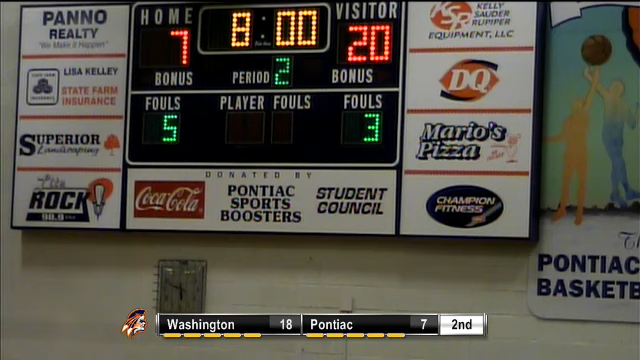 PANNO
REALTY
"We Make it Happen"
LISA KELLEY
STATE FARM
INSURANCE
SUPERIOR
Landscaping
ROCK
98.9
HOME
8:00
VISITOR
7
20
BONUS
PERIOD 2
BONUS
FOULS
PLAYER FOULS
FOULS
5
3
DONATED BY
Coca-Cola
PONTIAC
SPORTS
BOOSTERS
STUDENT
COUNCIL
KSR
KELLY
SAUDER
RUPIPER
EQUIPMENT, LLC
DQ
Mario's
Pizza
CHAMPION
FITNESS
PONTIAC
BASKETB
Washington 18 Pontiac 7 2nd